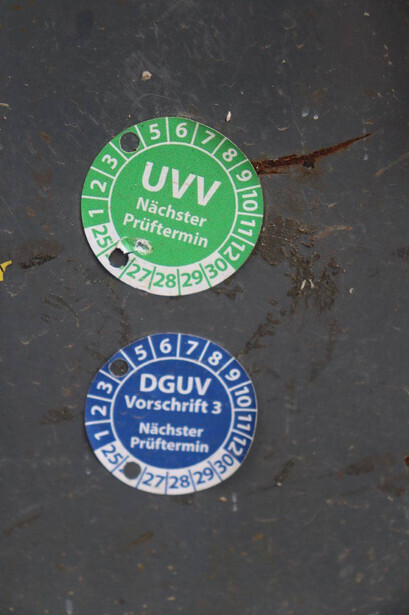 1 2 3 5 6 7 8 9 10 11 12
UVV
Nächster
Prüftermin
25 27 28 29 30
1 2 3 5 6 7 8 9 10 11 12
DGUV
Vorschrift 3
Nächster
Prüftermin
25 27 28 29 30